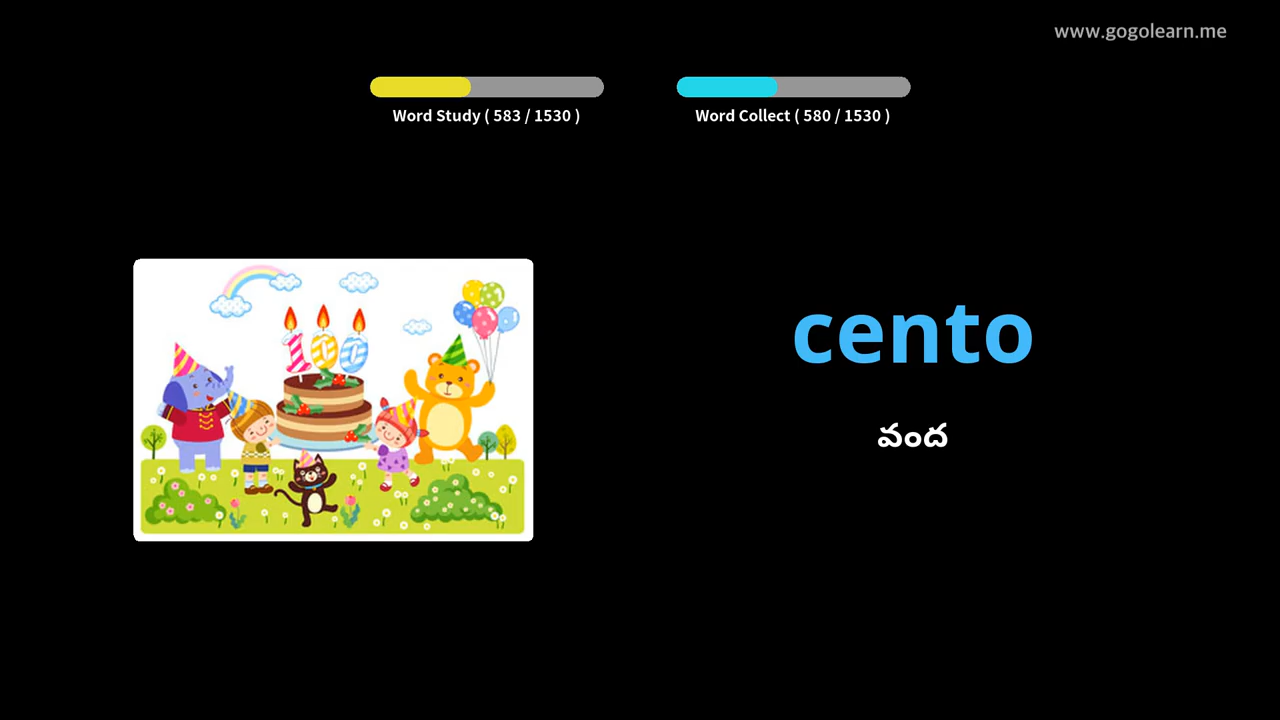 www.gogolearn.me
Word Study ( 583 / 1530 )
Word Collect ( 580 / 1530 )
100
cento
వంద